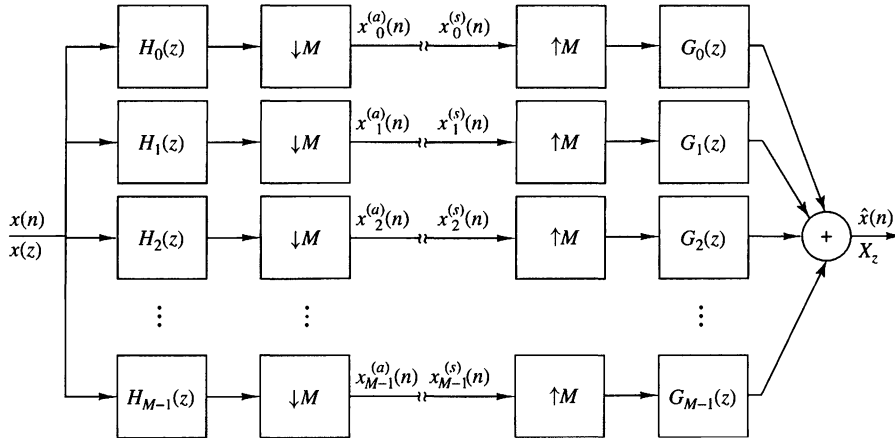 H_0(z) ↓M x_0^{(a)}(n) x_0^{(s)}(n) ↑M G_0(z)
H_1(z) ↓M x_1^{(a)}(n) x_1^{(s)}(n) ↑M G_1(z)
x(n)
x(z)
H_2(z) ↓M x_2^{(a)}(n) x_2^{(s)}(n) ↑M G_2(z) + x̂(n)
X_z
⋮ ⋮ ⋮
H_{M−1}(z) ↓M x_{M−1}^{(a)}(n) x_{M−1}^{(s)}(n) ↑M G_{M−1}(z)